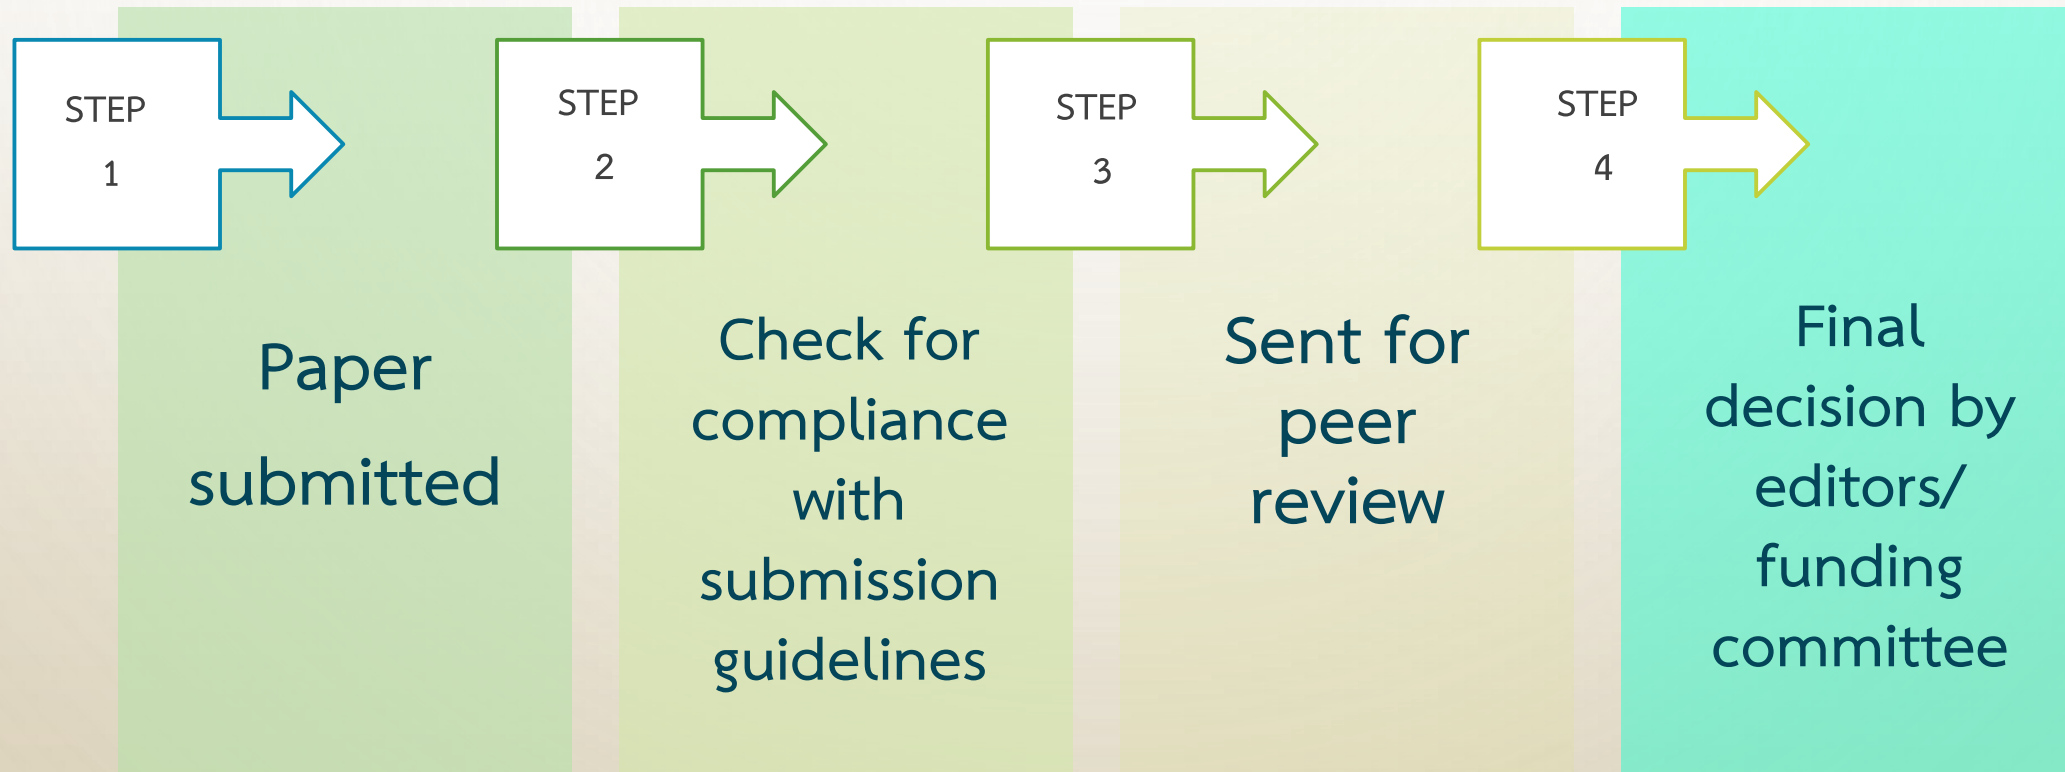 STEP
1
Paper
submitted
STEP
2
Check for
compliance
with
submission
guidelines
STEP
3
Sent for
peer
review
STEP
4
Final
decision by
editors/
funding
committee